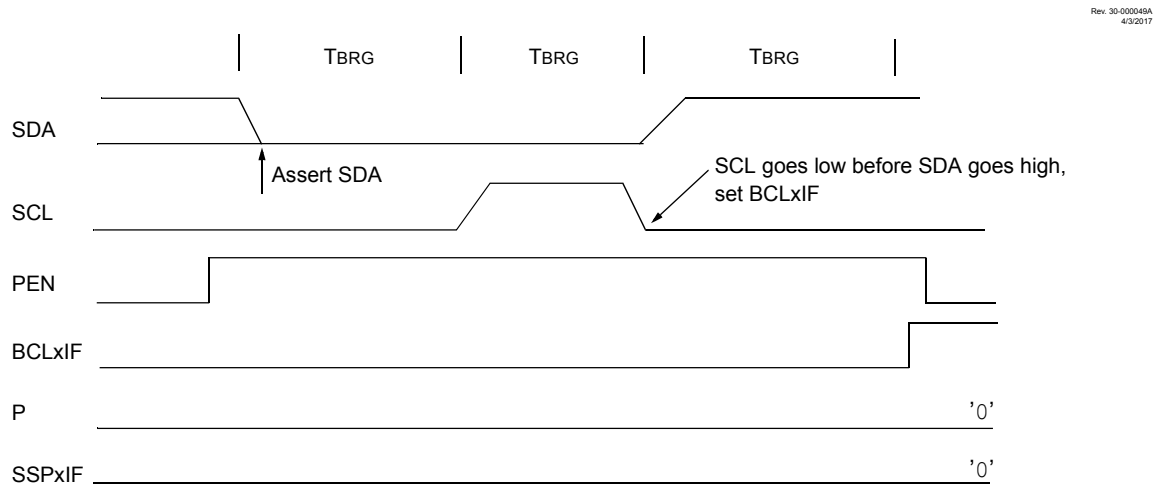 Rev. 30-000049A
4/3/2017
TBRG
TBRG
TBRG
SDA
Assert SDA
SCL goes low before SDA goes high,
set BCLxIF
SCL
PEN
BCLxIF
P
'0'
SSPxIF
'0'